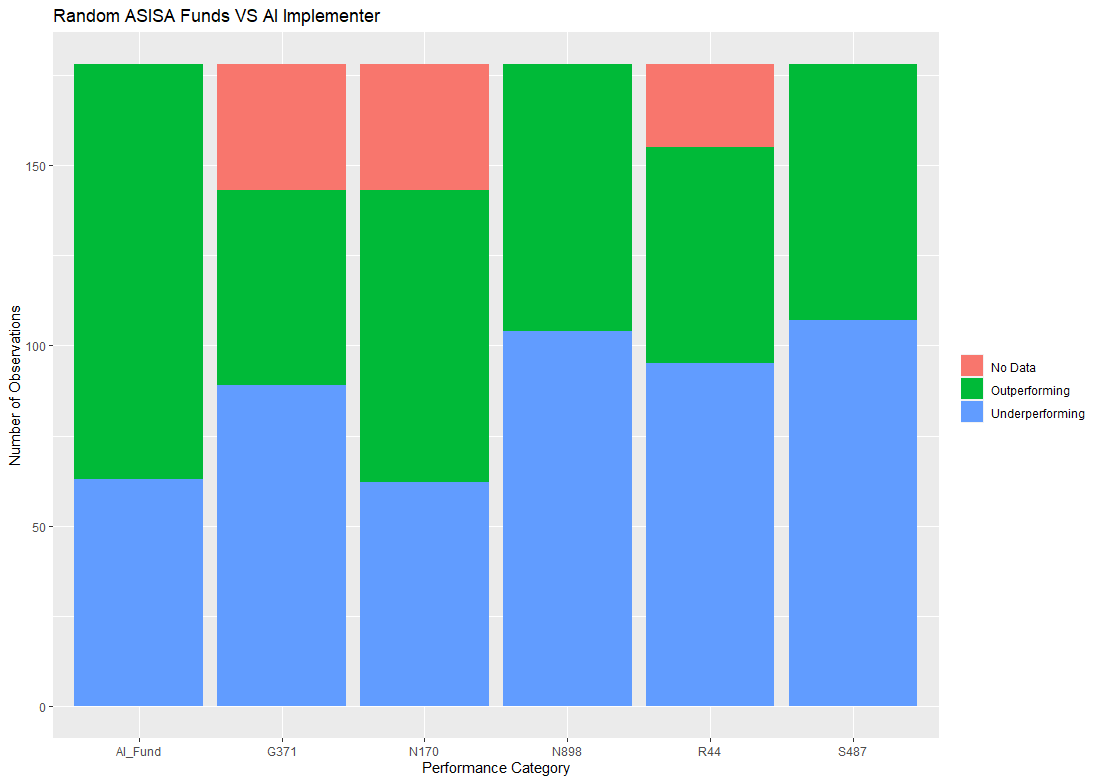 Random ASISA Funds VS AI Implementer
Number of Observations
150
100
50
0
AI_Fund
G371
N170
N898
R44
S487
Performance Category
No Data
Outperforming
Underperforming